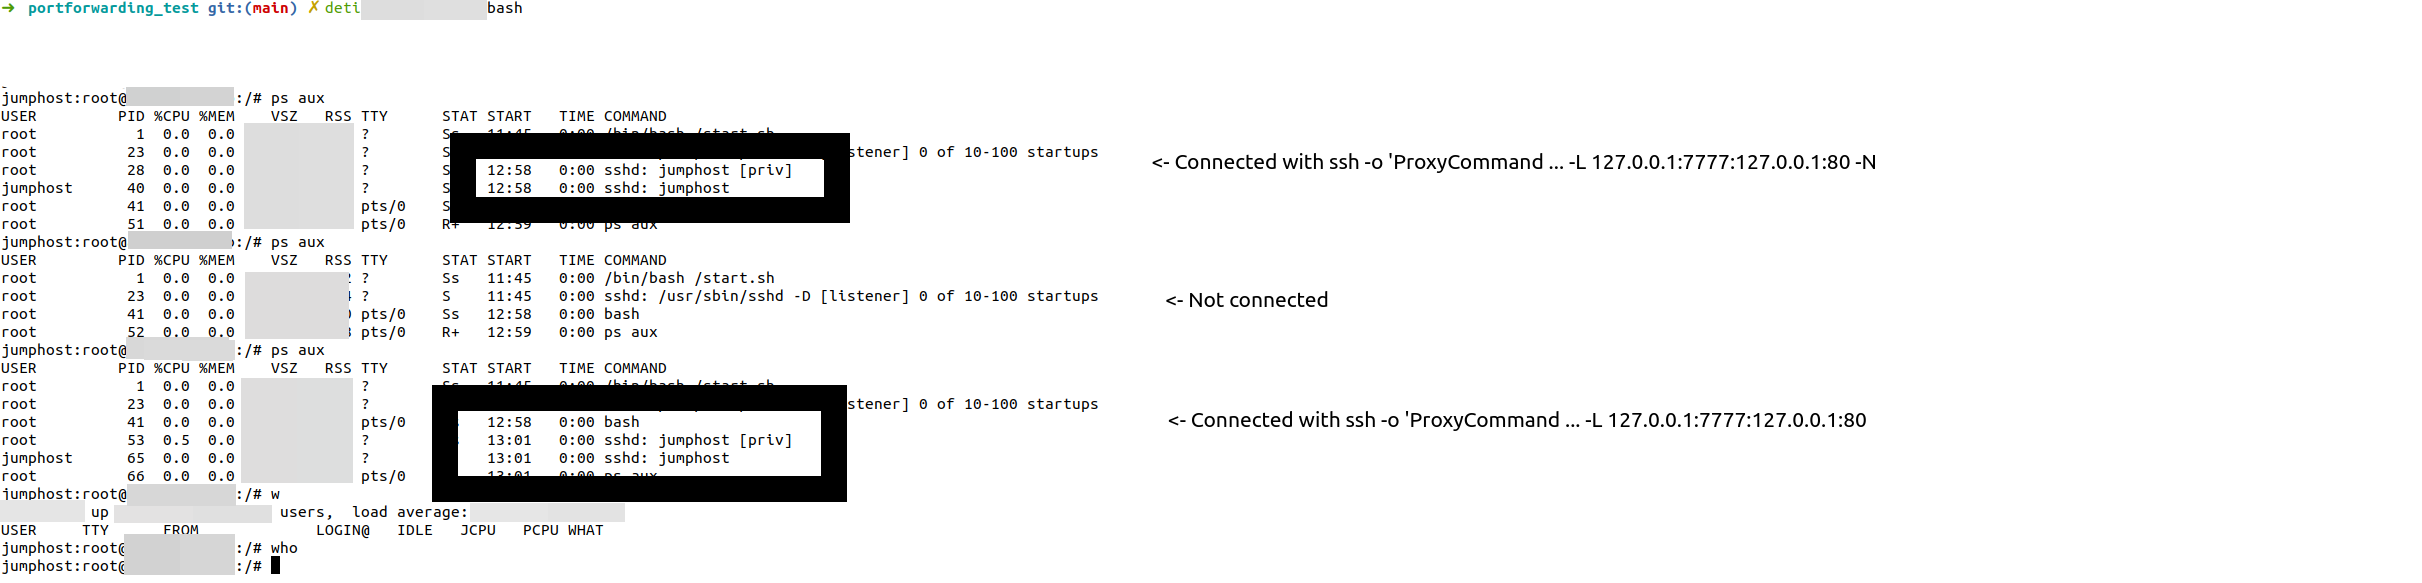 ➜ portforwarding_test git:(main) ✗ deti bash
jumphost:root@ :/# ps aux
USER PID %CPU %MEM VSZ RSS TTY STAT START TIME COMMAND
root 1 0.0 0.0 ? 
root 23 0.0 0.0 ? S stener] 0 of 10-100 startups
root 28 0.0 0.0 ? S 12:58 0:00 sshd: jumphost [priv]
<- Connected with ssh -o 'ProxyCommand ... -L 127.0.0.1:7777:127.0.0.1:80 -N
jumphost 40 0.0 0.0 ? S 12:58 0:00 sshd: jumphost
root 41 0.0 0.0 pts/0 S
root 51 0.0 0.0 pts/0 R+ 12:59 0:00 ps aux
jumphost:root@ :/# ps aux
USER PID %CPU %MEM VSZ RSS TTY STAT START TIME COMMAND
root 1 0.0 0.0 ? Ss 11:45 0:00 /bin/bash /start.sh
root 23 0.0 0.0 ? S 11:45 0:00 sshd: /usr/sbin/sshd -D [listener] 0 of 10-100 startups
<- Not connected
root 41 0.0 0.0 pts/0 Ss 12:58 0:00 bash
root 52 0.0 0.0 pts/0 R+ 12:59 0:00 ps aux
jumphost:root@ :/# ps aux
USER PID %CPU %MEM VSZ RSS TTY STAT START TIME COMMAND
root 1 0.0 0.0 ?
root 23 0.0 0.0 ? stener] 0 of 10-100 startups
root 41 0.0 0.0 pts/0 12:58 0:00 bash
<- Connected with ssh -o 'ProxyCommand ... -L 127.0.0.1:7777:127.0.0.1:80
root 53 0.5 0.0 ? 13:01 0:00 sshd: jumphost [priv]
jumphost 65 0.0 0.0 ? 13:01 0:00 sshd: jumphost
root 66 0.0 0.0 pts/0 13:01 0:00 ps aux
jumphost:root@ :/# w
up users, load average:
USER TTY FROM LOGIN@ IDLE JCPU PCPU WHAT
jumphost:root@ :/# who
jumphost:root@ :/#